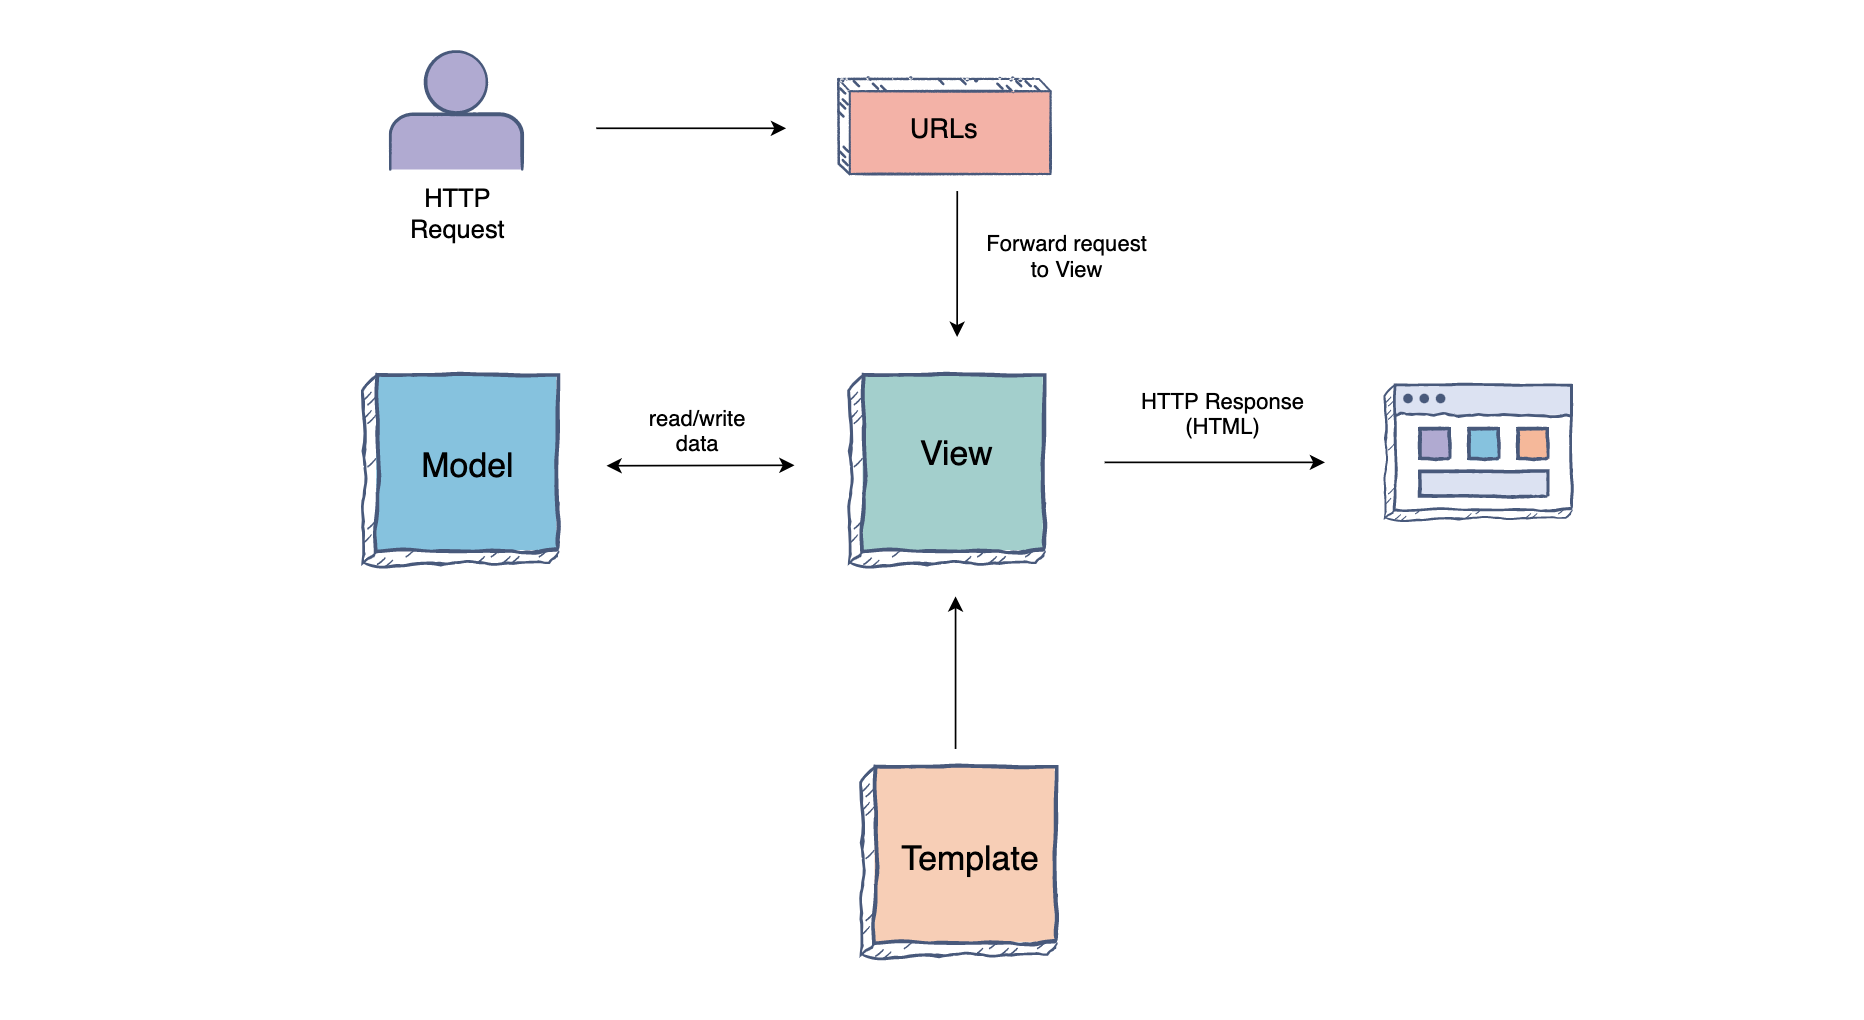 URLs
HTTP
Request
Forward request
to View
Model
read/write
data
View
HTTP Response
(HTML)
Template